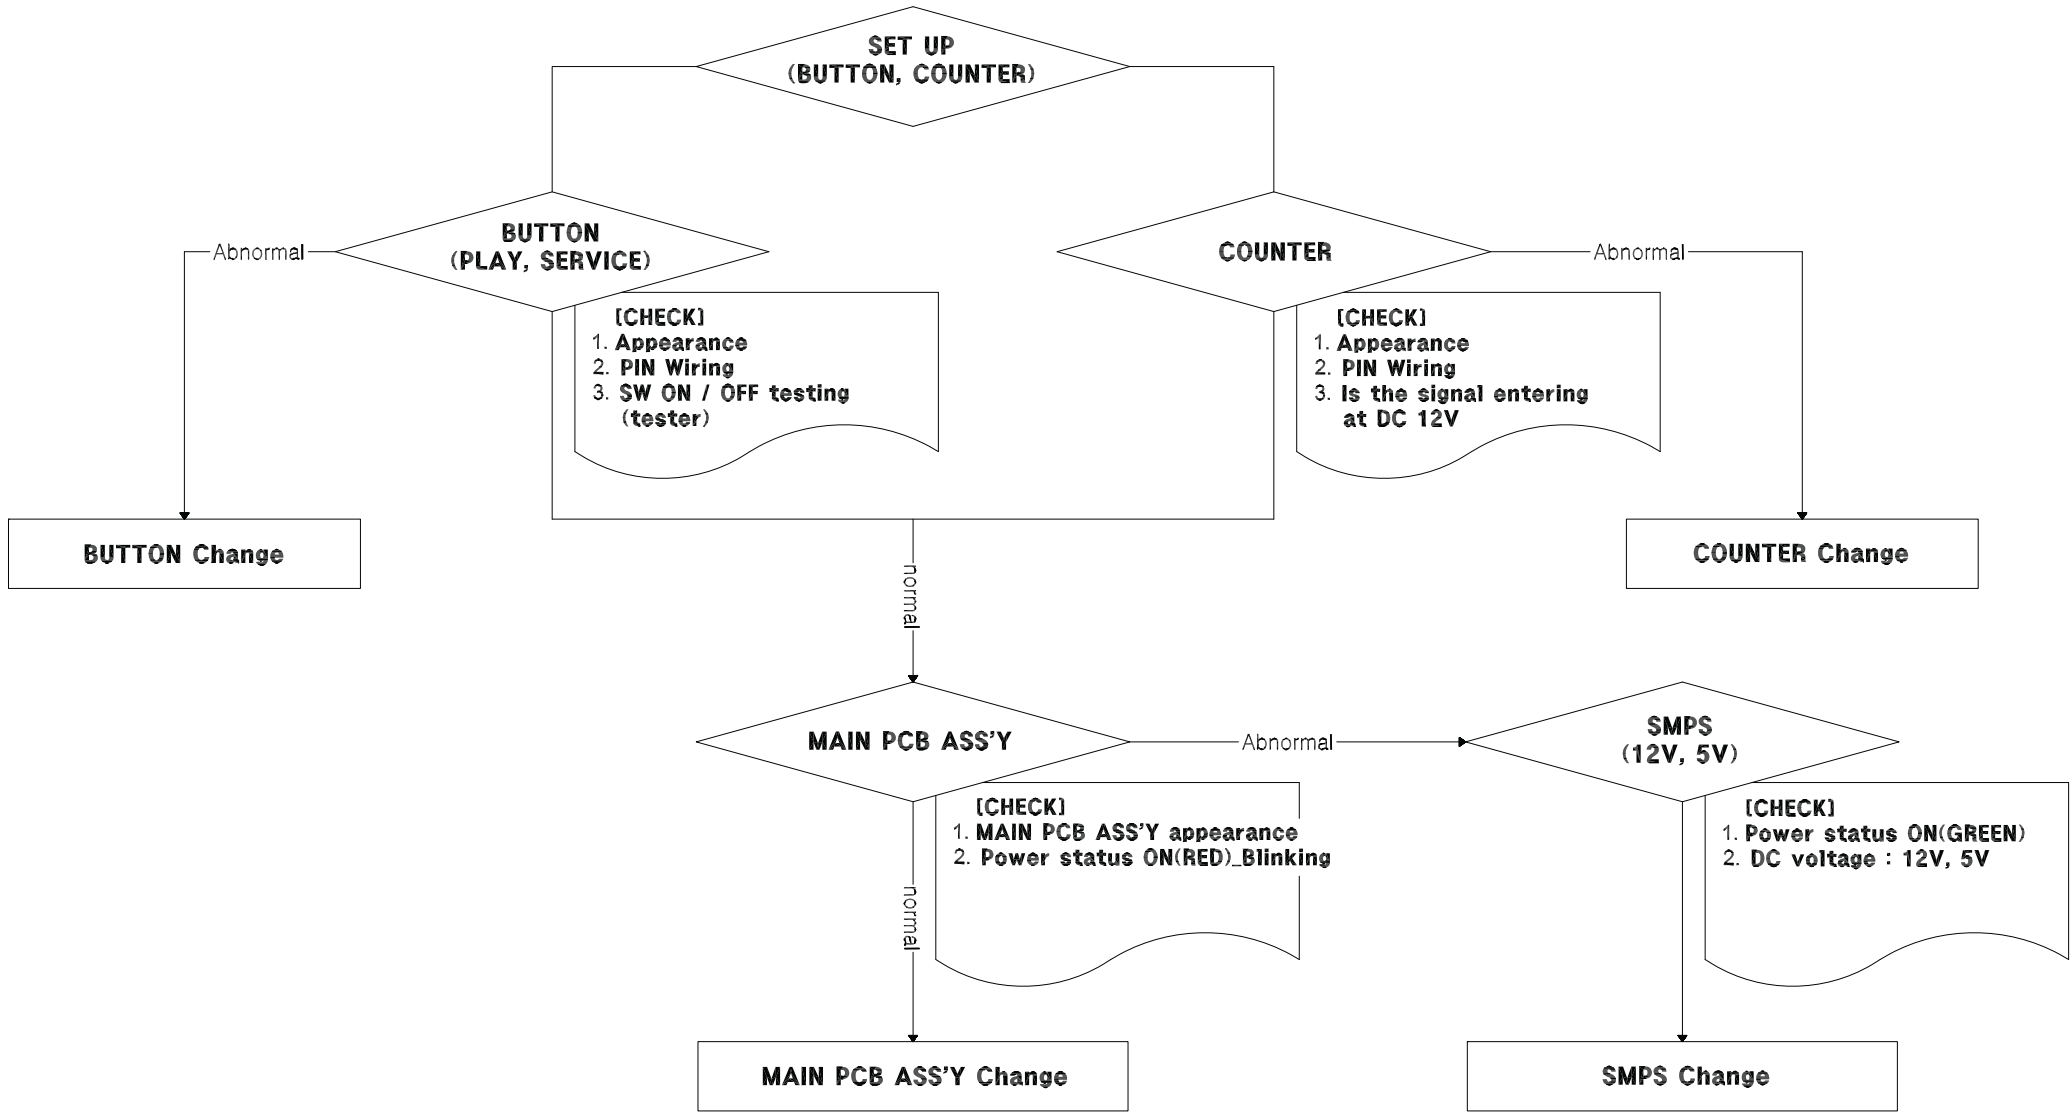 SET UP
(BUTTON, COUNTER)
BUTTON
(PLAY, SERVICE)
Abnormal
COUNTER
Abnormal
[CHECK]
1. Appearance
2. PIN Wiring
3. SW ON / OFF testing
(tester)
[CHECK]
1. Appearance
2. PIN Wiring
3. Is the signal entering
at DC 12V
BUTTON Change
COUNTER Change
normal
MAIN PCB ASS'Y
Abnormal
SMPS
(12V, 5V)
[CHECK]
1. MAIN PCB ASS'Y appearance
2. Power status ON(RED)_Blinking
[CHECK]
1. Power status ON(GREEN)
2. DC voltage : 12V, 5V
normal
MAIN PCB ASS'Y Change
SMPS Change